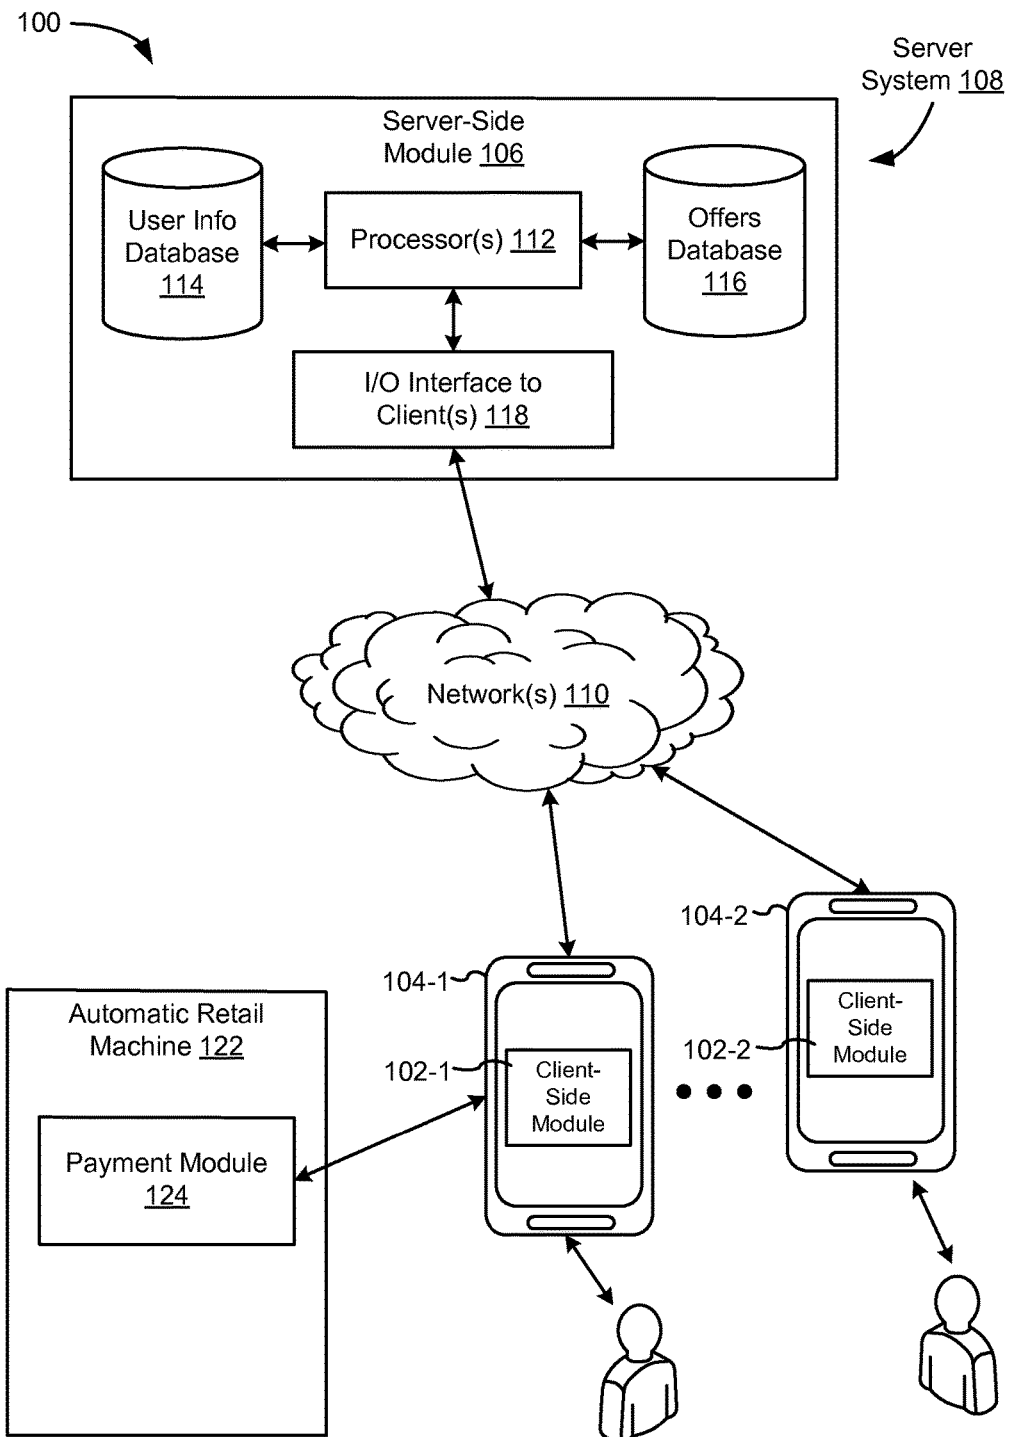 100
Server
System 108
Server-Side
Module 106
User Info
Database
114
Processor(s) 112
Offers
Database
116
I/O Interface to
Client(s) 118
Network(s) 110
104-2
104-1
Client-
Side
Module
102-2
Automatic Retail
Machine 122
102-1
Client-
Side
Module
Payment Module
124